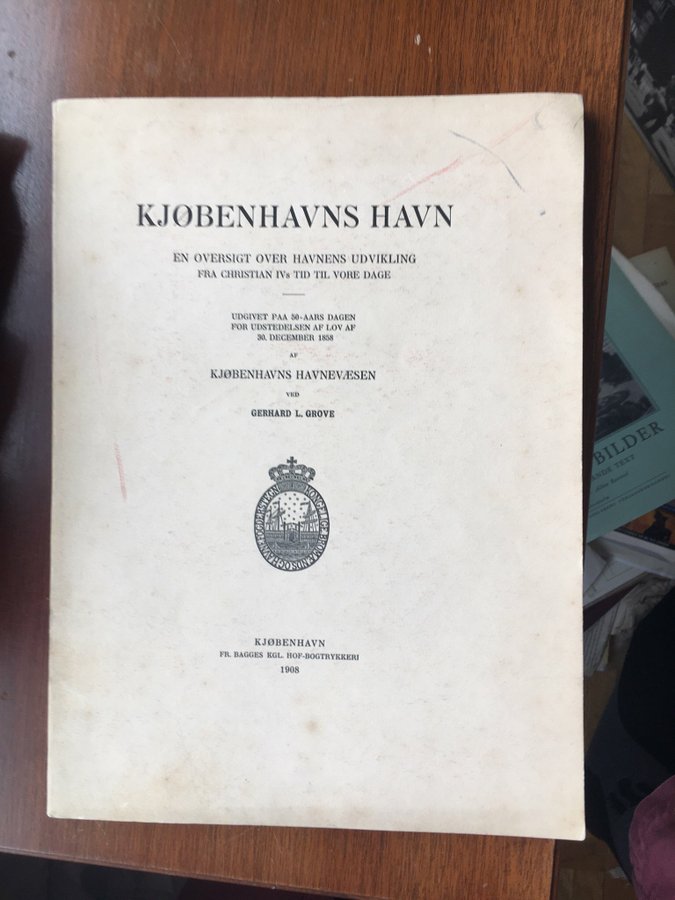 KJØBENHAVNS HAVN
EN OVERSIGT OVER HAVNENS UDVIKLING
FRA CHRISTIAN IVs TID TIL VORE DAGE
UDGIVET PAA 50-AARS DAGEN
FOR UDSTEDELSEN AF LOV AF
30. DECEMBER 1858
AF
KJØBENHAVNS HAVNEVÆSEN
VED
GERHARD L. GROVE
KJØBENHAVN
FR. BAGGES KGL. HOF-BOGTRYKKERI
1908
BILDER
TEXT